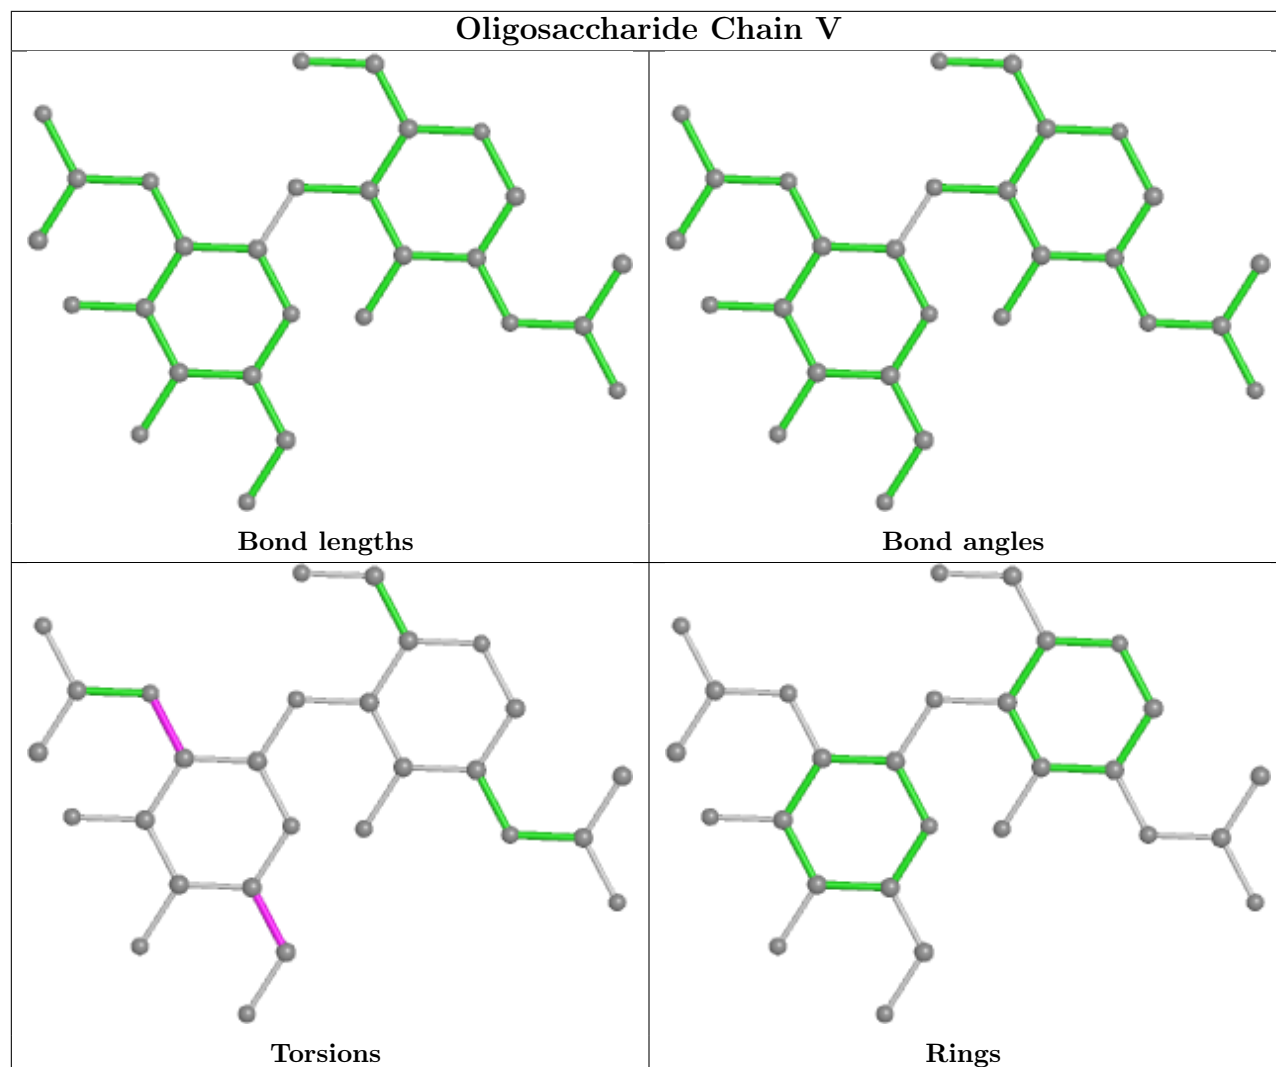 Oligosaccharide Chain V
Bond lengths
Bond angles
Torsions
Rings